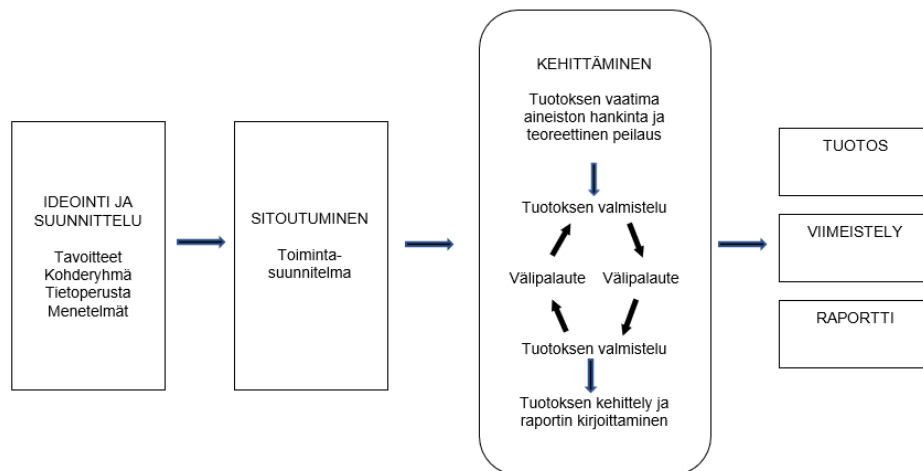 IDEOINTI JA
SUUNNITTELU
Tavoitteet
Kohderyhmä
Tietoperusta
Menetelmät
SITOUTUMINEN
Toiminta-
suunnitelma
KEHITTÄMINEN
Tuotoksen vaatima
aineiston hankinta ja
teoreettinen peilaus
Tuotoksen valmistelu
Välipalaute
Välipalaute
Tuotoksen valmistelu
Tuotoksen kehittely ja
raportin kirjoittaminen
TUOTOS
VIIMEISTELY
RAPORTTI